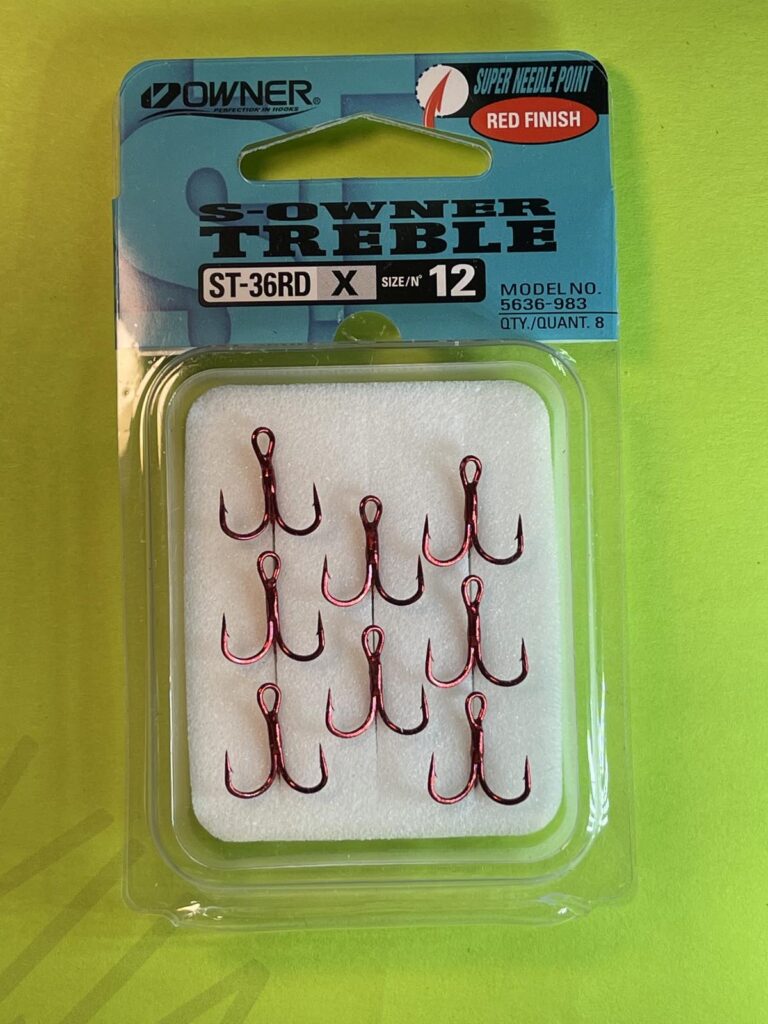 OWNER®
PERFECTION IN HOOKS
SUPER NEEDLE POINT
RED FINISH
S-OWNER
TREBLE
ST-36RD X SIZE/N° 12
MODEL NO.
5636-983
QTY./QUANT. 8